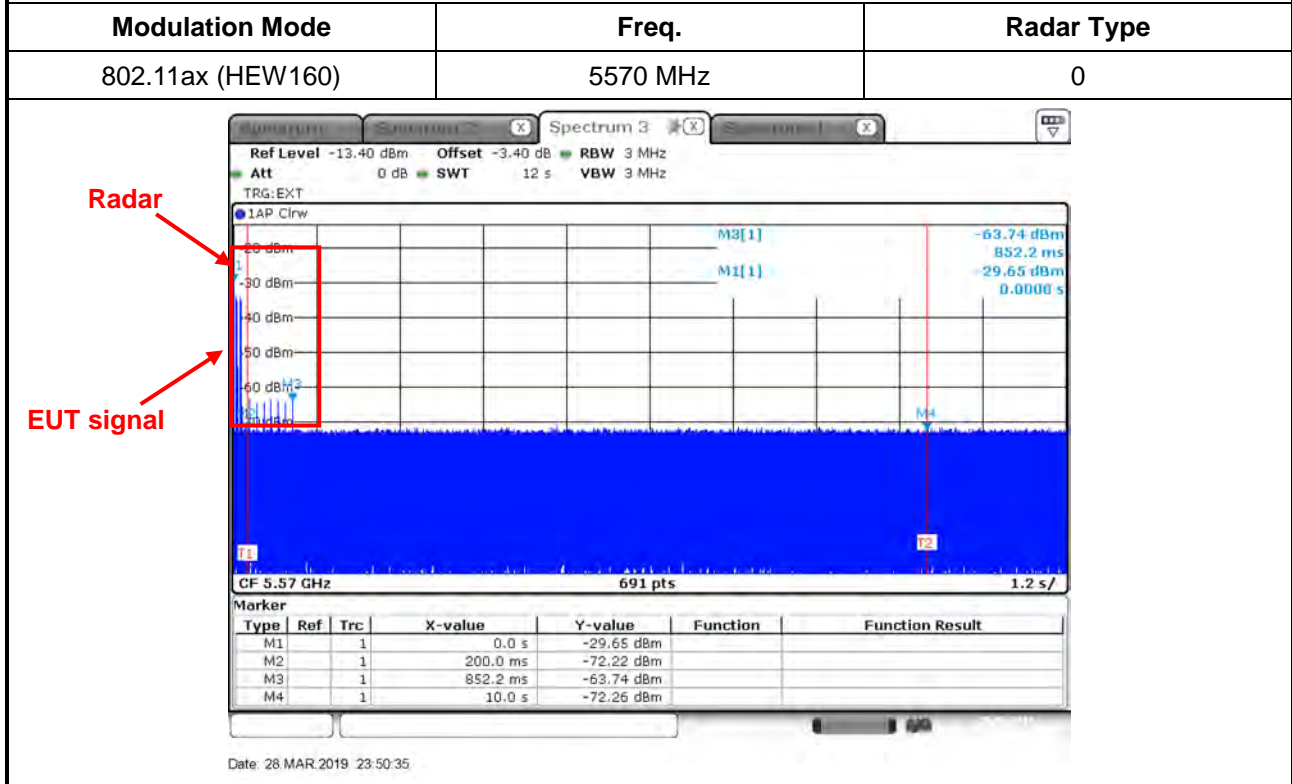 Modulation Mode Freq. Radar Type
802.11ax (HEW160) 5570 MHz 0
Spectrum 3
Ref Level -13.40 dBm Offset -3.40 dB RBW 3 MHz
Att 0 dB SWT 12 s VBW 3 MHz
TRG:EXT
1AP Clrw
Radar
EUT signal
M3[1] -63.74 dBm
852.2 ms
M1[1] -29.65 dBm
0.0000 s
-20 dBm
-30 dBm
-40 dBm
-50 dBm
-60 dBm
M3
M4
T1
T2
CF 5.57 GHz 691 pts 1.2 s/
Marker
Type Ref Trc X-value Y-value Function Function Result
M1 1 0.0 s -29.65 dBm
M2 1 200.0 ms -72.22 dBm
M3 1 852.2 ms -63.74 dBm
M4 1 10.0 s -72.26 dBm
Date: 28.MAR.2019 23:50:35